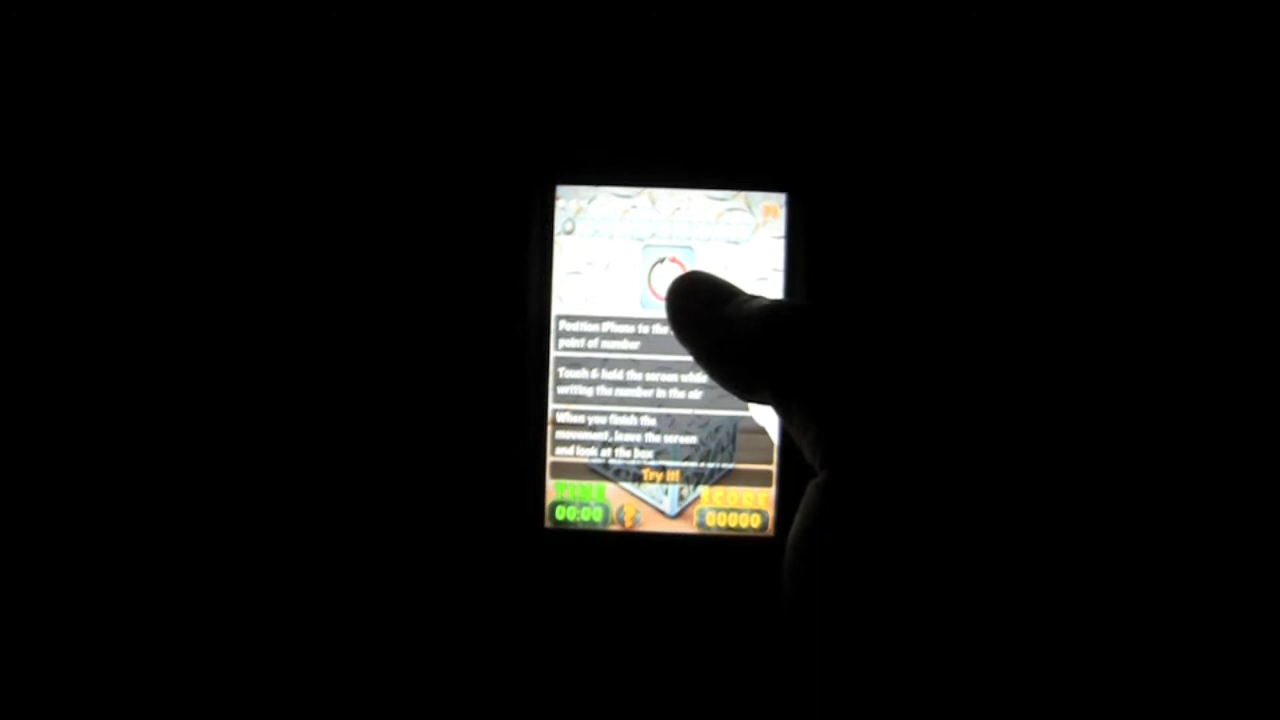 Position iPhone to the
point of number
Touch & hold the screen while
writing the number in the air
When you finish the
movement, leave the screen
and look at the box
Try it!
TIME
SCORE
00:00
?
00000